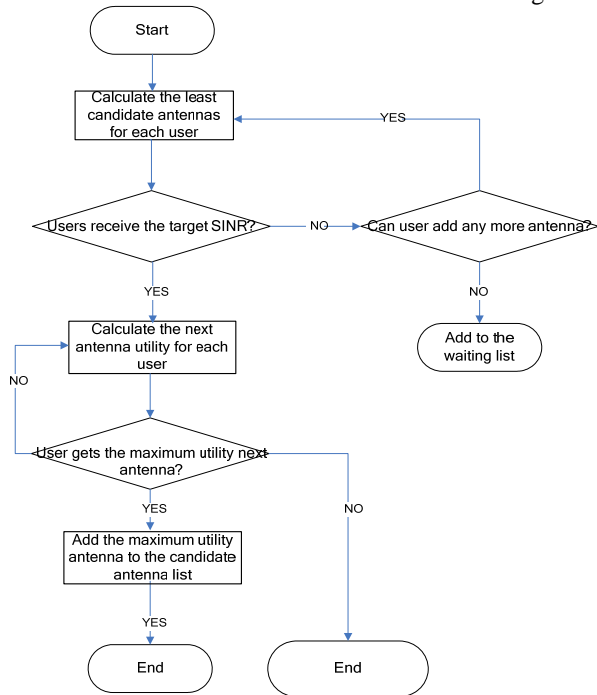 Start
Calculate the least
candidate antennas
for each user
YES
Users receive the target SINR?
NO
Can user add any more antenna?
YES
NO
Calculate the next
antenna utility for each
user
Add to the
waiting list
NO
User gets the maximum utility next
antenna?
YES
NO
Add the maximum utility
antenna to the candidate
antenna list
YES
End
End